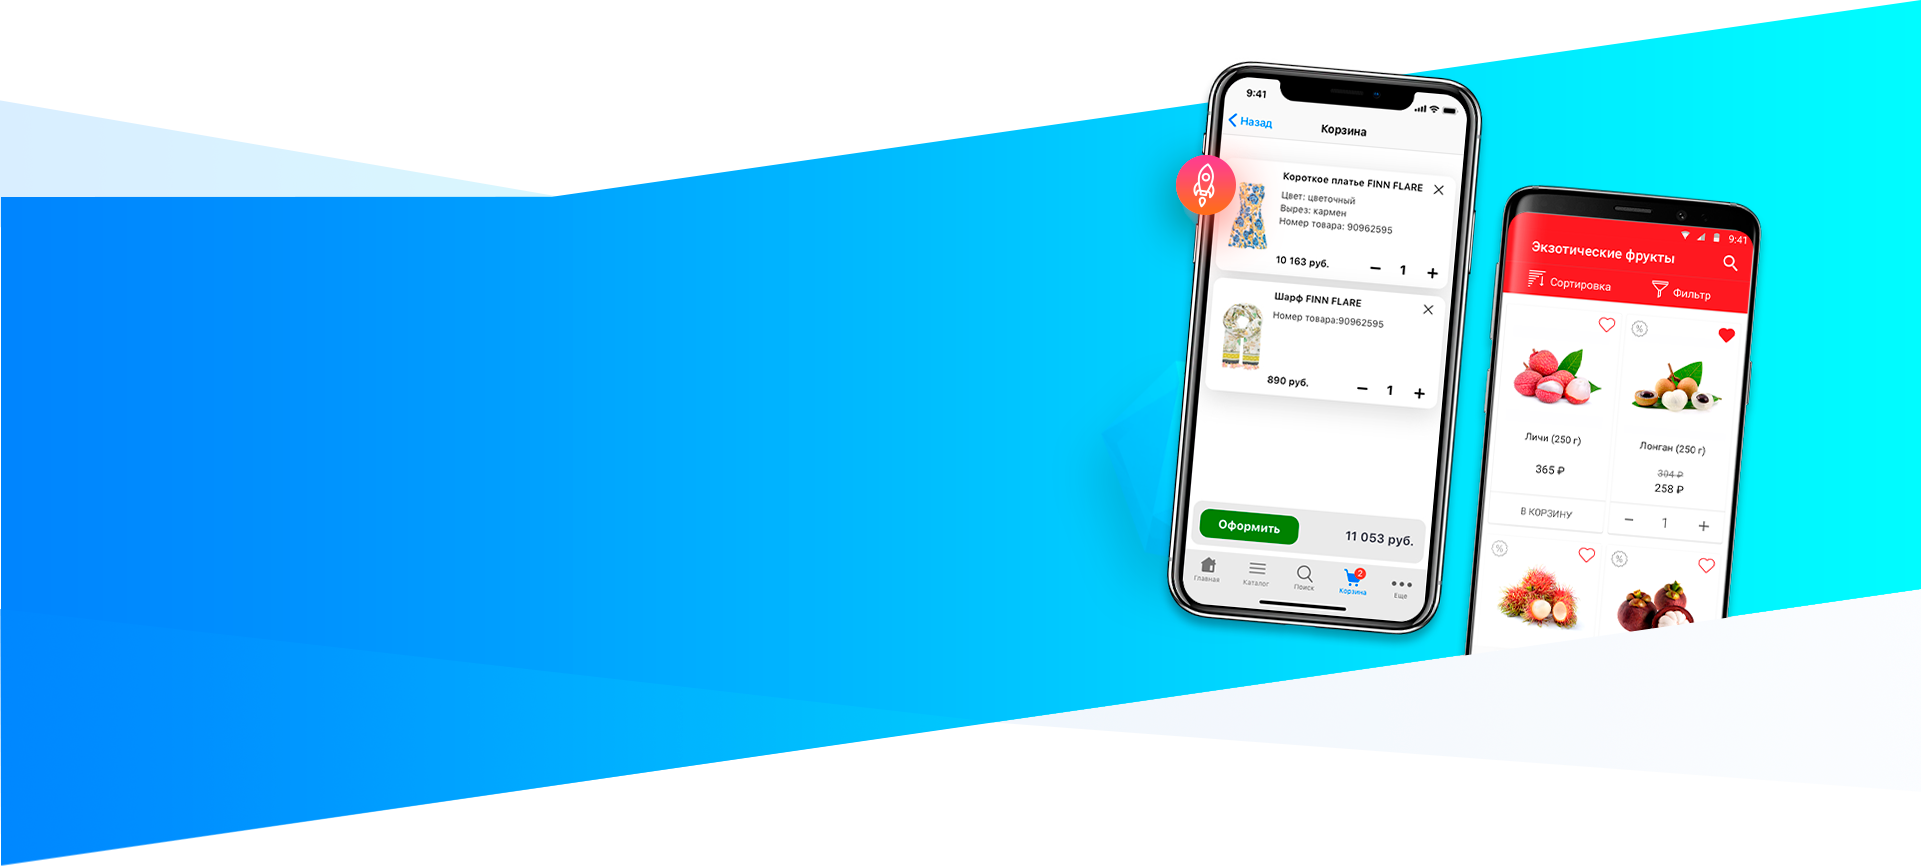 9:41
Назад
Корзина
Короткое платье FINN FLARE
Цвет: цветочный
Вырез: кармен
Номер товара: 90962595
10 163 руб.
− 1 +
Шарф FINN FLARE
Номер товара:90962595
890 руб.
− 1 +
Оформить
11 053 руб.
2
Главная
Каталог
Поиск
Корзина
Еще
9:41
Экзотические фрукты
Сортировка
Фильтр
%
Личи (250 г)
Лонган (250 г)
365 ₽
304 ₽
258 ₽
В КОРЗИНУ
− 1 +
%
%